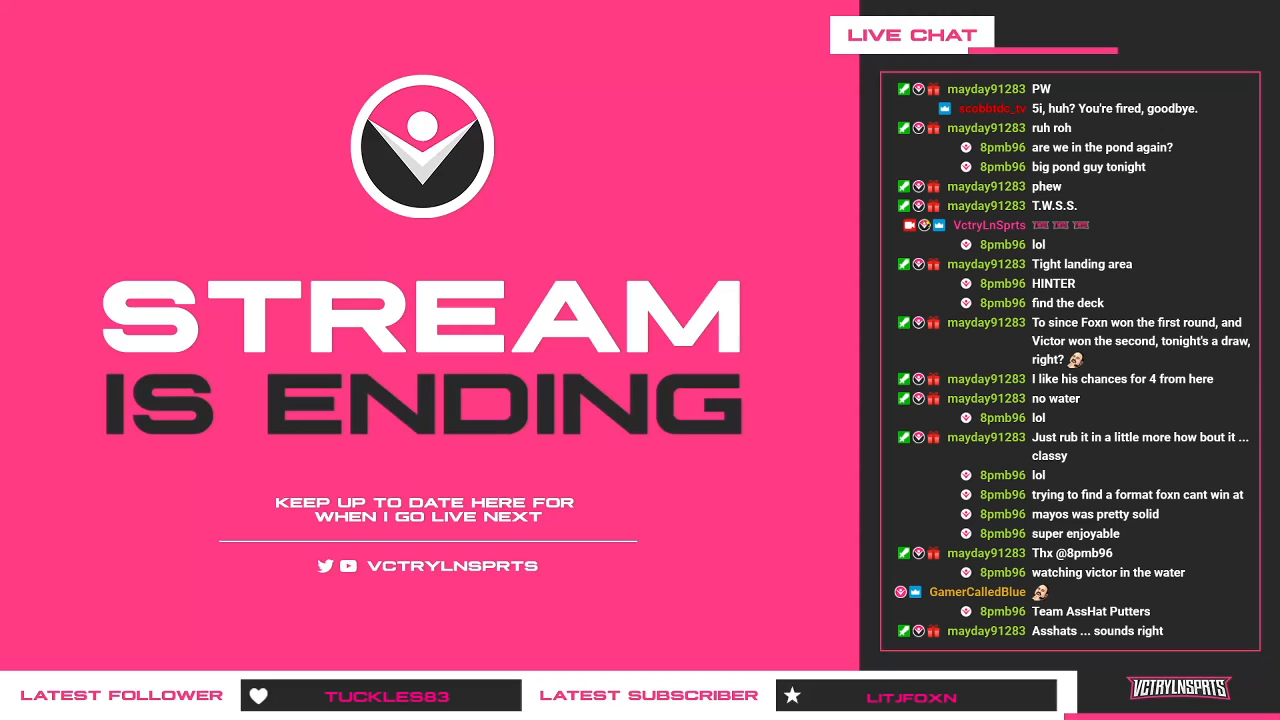 STREAM
IS ENDING
KEEP UP TO DATE HERE FOR
WHEN I GO LIVE NEXT
VCTRYLNSPRTS
LIVE CHAT
mayday91283 PW
scobbtdc_tv 5i, huh? You're fired, goodbye.
mayday91283 ruh roh
8pmb96 are we in the pond again?
8pmb96 big pond guy tonight
mayday91283 phew
mayday91283 T.W.S.S.
VctryLnSprts
8pmb96 lol
mayday91283 Tight landing area
8pmb96 HINTER
8pmb96 find the deck
mayday91283 To since Foxn won the first round, and
Victor won the second, tonight's a draw,
right?
mayday91283 I like his chances for 4 from here
mayday91283 no water
8pmb96 lol
mayday91283 Just rub it in a little more how bout it ...
classy
8pmb96 lol
8pmb96 trying to find a format foxn cant win at
8pmb96 mayos was pretty solid
8pmb96 super enjoyable
mayday91283 Thx @8pmb96
8pmb96 watching victor in the water
GamerCalledBlue
8pmb96 Team AssHat Putters
mayday91283 Asshats ... sounds right
LATEST FOLLOWER TUCKLES83 LATEST SUBSCRIBER LITJFOXN
VCTRYLNSPRTS